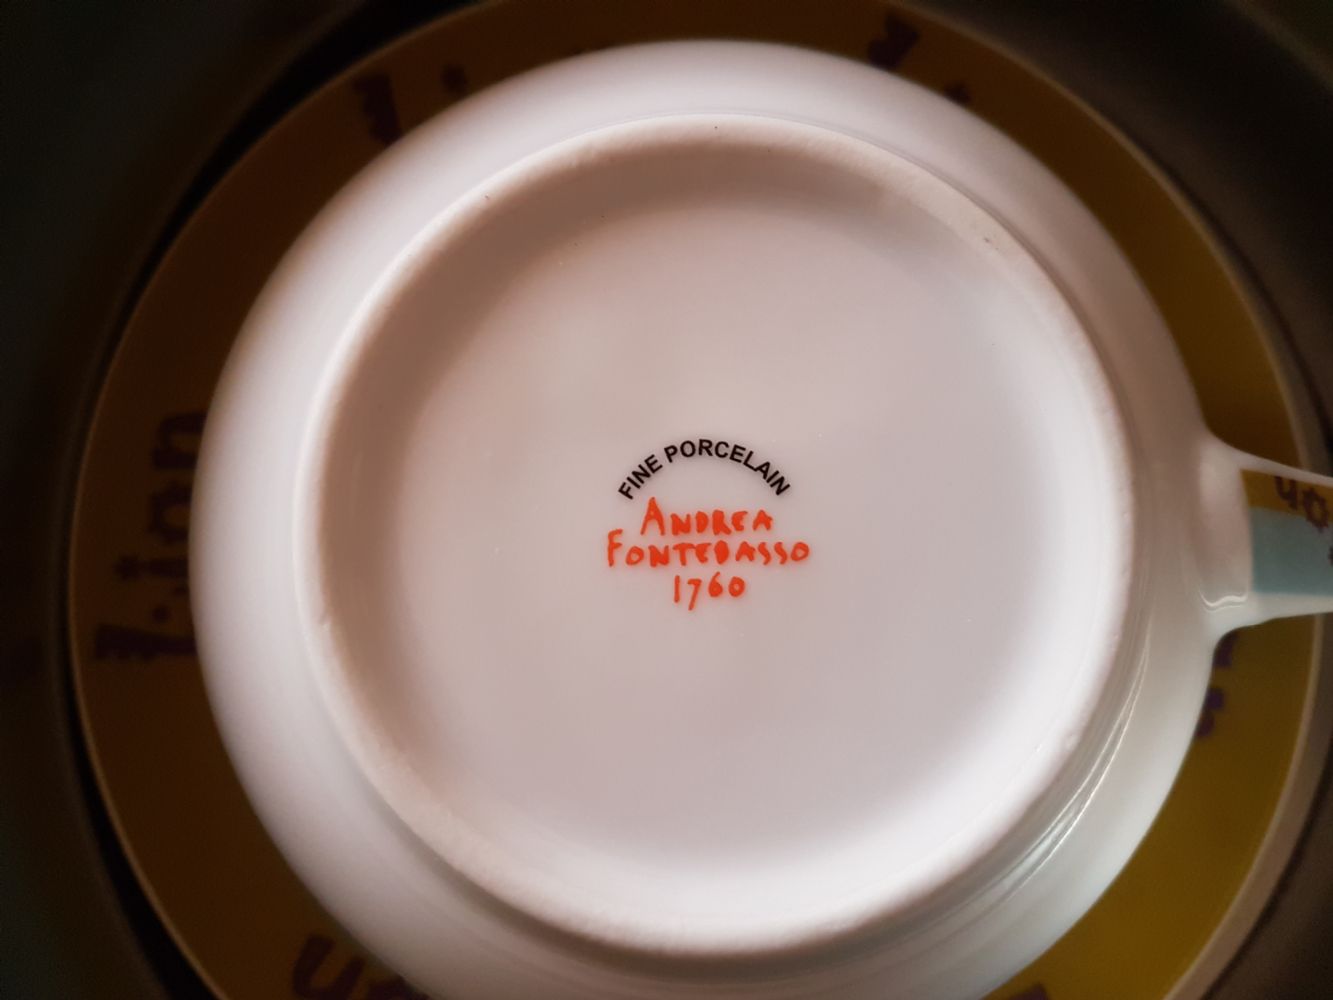 FINE PORCELAIN
ANDREA
FONTEBASSO
1760